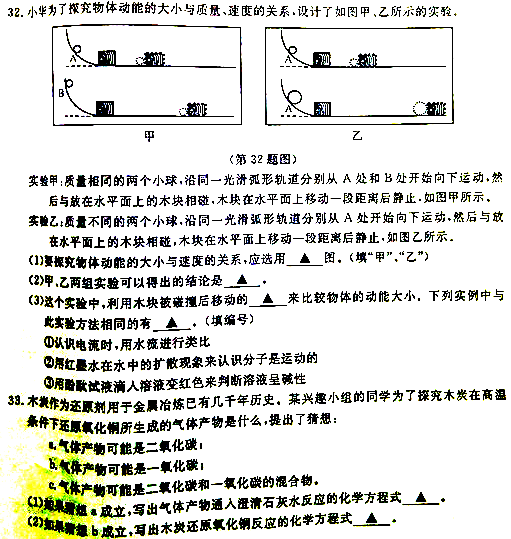 32.小华为了探究物体动能的大小与质量、速度的关系,设计了如图甲、乙所示的实验.
A
A
B
A
甲
乙
(第32题图)
实验甲:质量相同的两个小球,沿同一光滑弧形轨道分别从A处和B处开始向下运动,然
后与放在水平面上的木块相碰,木块在水平面上移动一段距离后静止,如图甲所示.
实验乙:质量不同的两个小球,沿同一光滑弧形轨道分别从A处开始向下运动,然后与放
在水平面上的木块相碰,木块在水平面上移动一段距离后静止,如图乙所示.
(1)要探究物体动能的大小与速度的关系,应选用 ▲ 图.(填“甲”、“乙”)
(2)甲、乙两组实验可以得出的结论是 ▲ .
(3)这个实验中,利用木块被碰撞后移动的 ▲ 来比较物体的动能大小.下列实例中与
此实验方法相同的有 ▲ .(填编号)
①认识电流时,用水流进行类比
②用红墨水在水中的扩散现象来认识分子是运动的
③用酚酞试液滴入溶液变红色来判断溶液呈碱性
33.木炭作为还原剂用于金属冶炼已有几千年历史.某兴趣小组的同学为了探究木炭在高温
条件下还原氧化铜所生成的气体产物是什么,提出了猜想:
a.气体产物可能是二氧化碳;
b.气体产物可能是一氧化碳;
c.气体产物可能是二氧化碳和一氧化碳的混合物.
(1)如果猜想a成立,写出气体产物通入澄清石灰水反应的化学方程式 ▲ .
(2)如果猜想b成立,写出木炭还原氧化铜反应的化学方程式 ▲ .